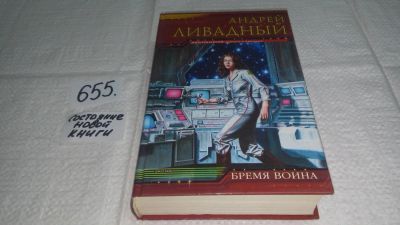 655.
состояние
новой
книги
АНДРЕЙ
ЛИВАДНЫЙ
БРЕМЯ ВОЙНА